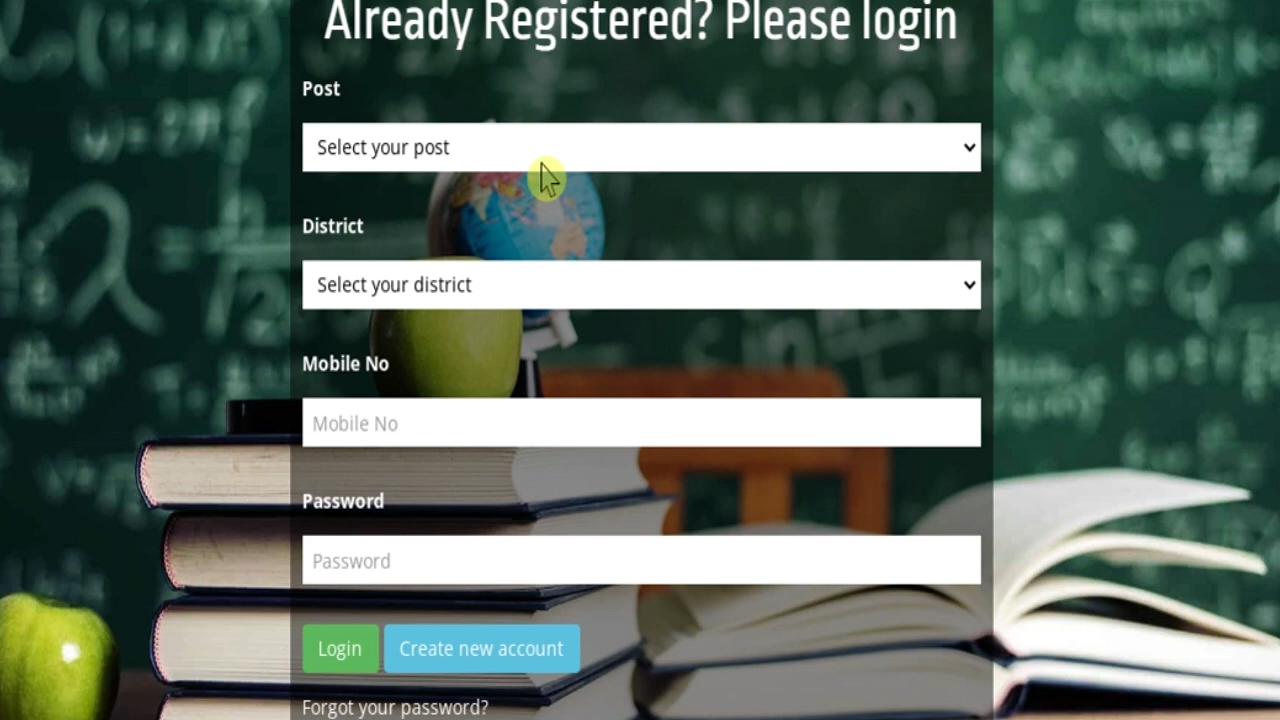 Already Registered? Please login
Post
Select your post
District
Select your district
Mobile No
Mobile No
Password
Password
Login
Create new account
Forgot your password?